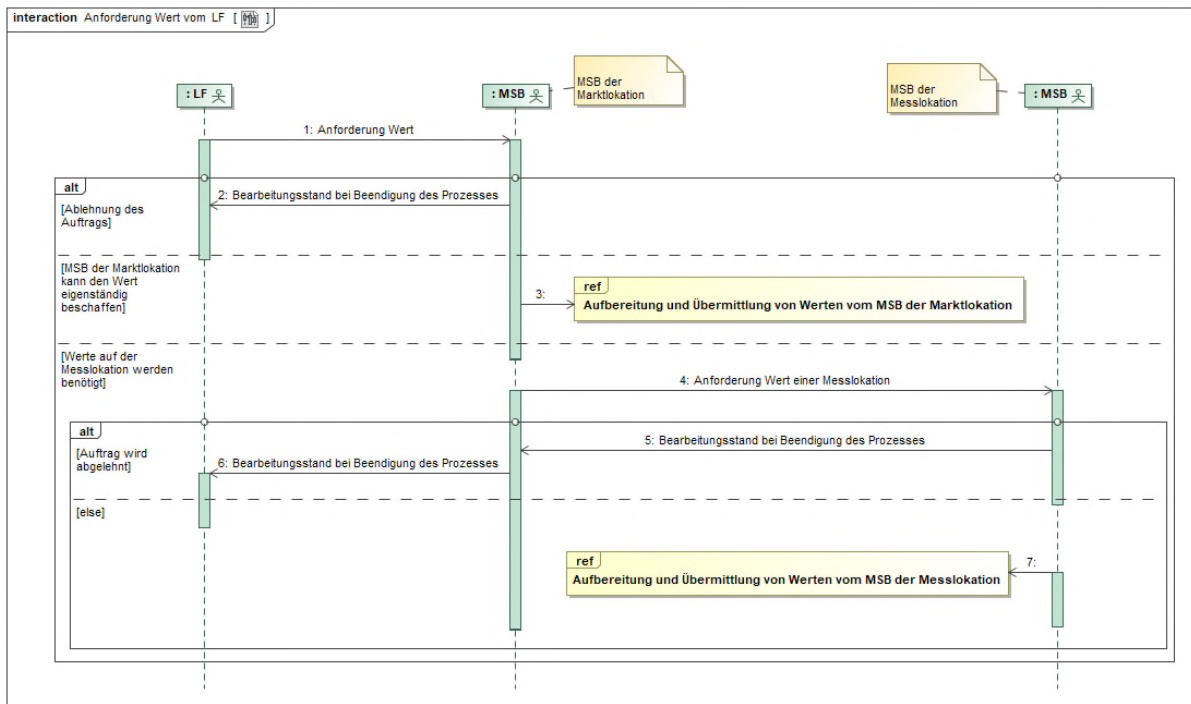 interaction Anforderung Wert vom LF [ ]
: LF
: MSB
MSB der
Marktlokation
MSB der
Messlokation
: MSB
1: Anforderung Wert
alt
2: Bearbeitungsstand bei Beendigung des Prozesses
[Ablehnung des
Auftrags]
[MSB der Marktlokation
kann den Wert
eigenständig
beschaffen]
3:
ref
Aufbereitung und Übermittlung von Werten vom MSB der Marktlokation
[Werte auf der
Messlokation werden
benötigt]
4: Anforderung Wert einer Messlokation
alt
5: Bearbeitungsstand bei Beendigung des Prozesses
[Auftrag wird
abgelehnt]
6: Bearbeitungsstand bei Beendigung des Prozesses
[else]
ref
Aufbereitung und Übermittlung von Werten vom MSB der Messlokation
7: